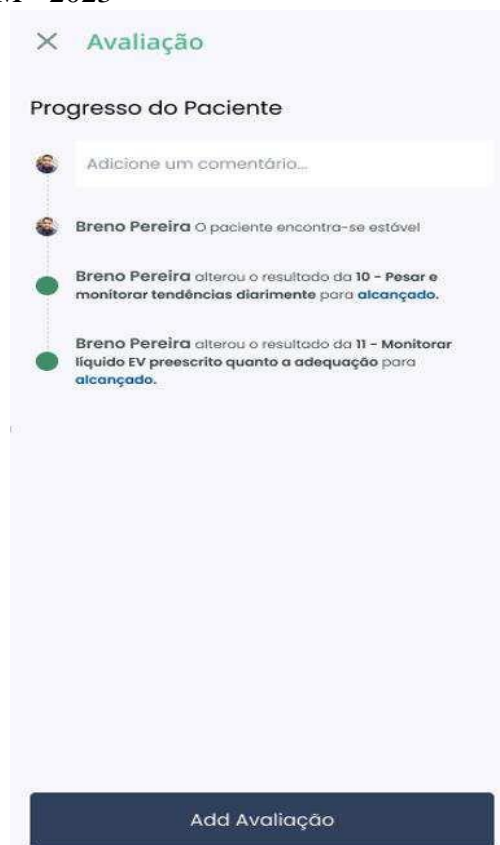 2023
Avaliação
Progresso do Paciente
Adicione um comentário...
Breno Pereira O paciente encontra-se estável
Breno Pereira alterou o resultado da 10 - Pesar e
monitorar tendências diarimente para alcançado.
Breno Pereira alterou o resultado da 11 - Monitorar
líquido EV preescrito quanto a adequação para
alcançado.
Add Avaliação